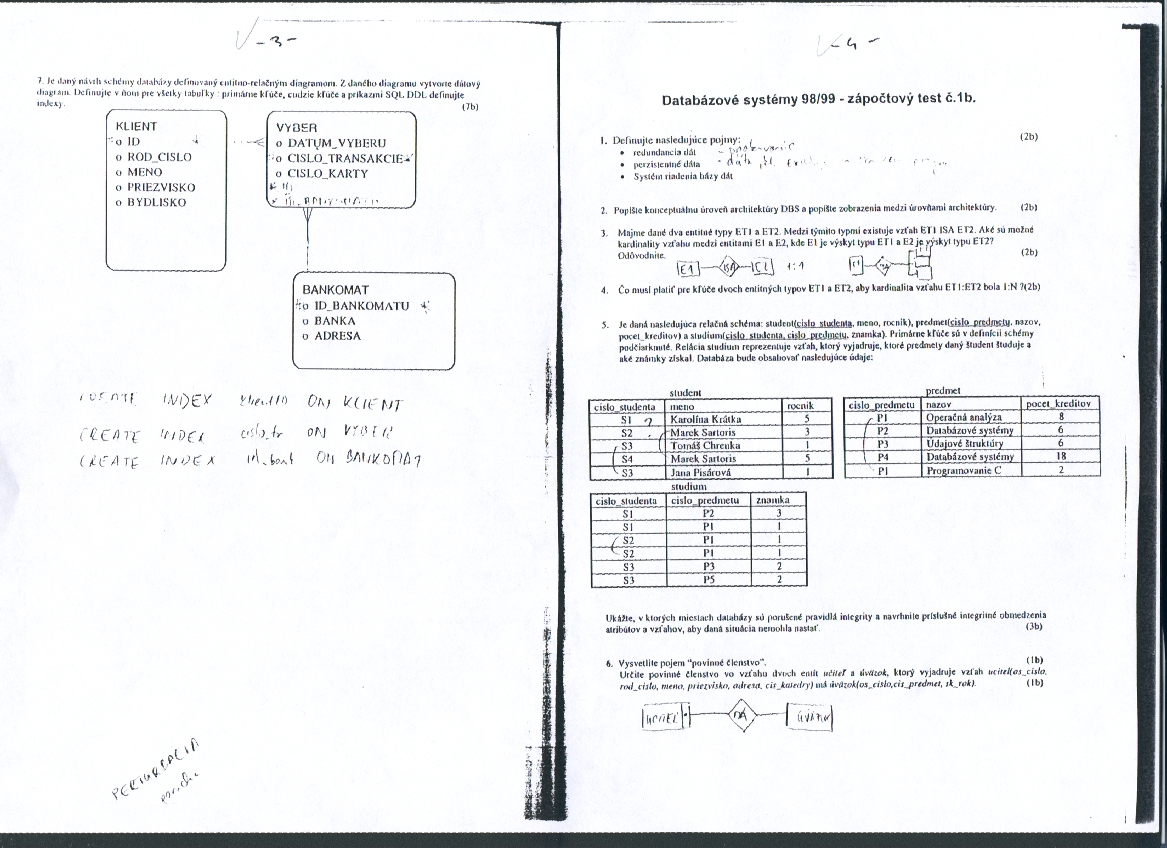 - 3 -
7. Je daný návrh schémy databázy definovaný entitno-relačným diagramom. Z daného diagramu vytvorte dátový
diagram. Definujte v ňom pre všetky tabuľky : primárne kľúče, cudzie kľúče a príkazmi SQL DDL definujte
indexy.
(7b)
KLIENT
o ID
o ROD_CISLO
o MENO
o PRIEZVISKO
o BYDLISKO
VYBER
o DATUM_VYBERU
o CISLO_TRANSAKCIE
o CISLO_KARTY
BANKOMAT
o ID_BANKOMATU
o BANKA
o ADRESA
CREATE INDEX ON KLIENT
CREATE INDEX ON VYBER
CREATE INDEX ON BANKOMAT
- 4 -
Databázové systémy 98/99 - zápočtový test č.1b.
1. Definujte nasledujúce pojmy: (2b)
• redundancia dát
• perzistentné dáta
• Systém riadenia bázy dát
2. Popíšte konceptuálnu úroveň architektúry DBS a popíšte zobrazenia medzi úrovňami architektúry. (2b)
3. Majme dané dva entitné typy ET1 a ET2. Medzi týmito typmi existuje vzťah ET1 ISA ET2. Aké sú možné
kardinality vzťahu medzi entitami E1 a E2, kde E1 je výskyt typu ET1 a E2 je výskyt typu ET2?
Odôvodnite. (2b)
E1 ISA E2 1:1 E1
4. Čo musí platiť pre kľúče dvoch entitných typov ET1 a ET2, aby kardinalita vzťahu ET1:ET2 bola 1:N ?(2b)
5. Je daná nasledujúca relačná schéma: student(cislo_studenta, meno, rocnik), predmet(cislo_predmetu, nazov,
pocet_kreditov) a studium(cislo_studenta, cislo_predmetu, znamka). Primárne kľúče sú v definícii schémy
podčiarknuté. Relácia studium reprezentuje vzťah, ktorý vyjadruje, ktoré predmety daný študent študuje a
aké známky získal. Databáza bude obsahovať nasledujúce údaje:
student
cislo_studenta meno rocnik
S1 Karolína Krátka 5
S2 Marek Sartoris 3
S3 Tomáš Chrenka 1
S4 Marek Sartoris 5
S3 Jana Pisárová 1
predmet
cislo_predmetu nazov pocet_kreditov
P1 Operačná analýza 8
P2 Databázové systémy 6
P3 Údajové štruktúry 6
P4 Databázové systémy 18
P1 Programovanie C 2
studium
cislo_studenta cislo_predmetu znamka
S1 P2 3
S1 P1 1
S2 P1 1
S2 P1 1
S3 P3 2
S3 P5 2
Ukážte, v ktorých miestach databázy sú porušené pravidlá integrity a navrhnite príslušné integritné obmedzenia
atribútov a vzťahov, aby daná situácia nemohla nastať. (3b)
6. Vysvetlite pojem "povinné členstvo". (1b)
Určite povinné členstvo vo vzťahu dvoch entít učiteľ a úväzok, ktorý vyjadruje vzťah ucitel(os_cislo,
rod_cislo, meno, priezvisko, adresa, cis_katedry) má úväzok(os_cislo,cis_predmet, sk_rok). (1b)
UČITEĽ MÁ ÚVÄZOK